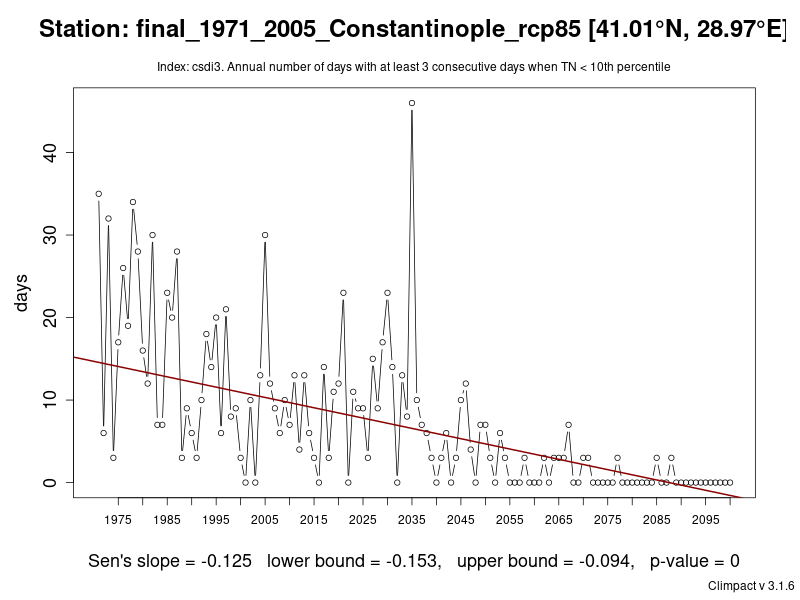 Station: final_1971_2005_Constantinople_rcp85 [41.01°N, 28.97°E]
Index: csdi3. Annual number of days with at least 3 consecutive days when TN < 10th percentile
days
40
30
20
10
0
1975 1985 1995 2005 2015 2025 2035 2045 2055 2065 2075 2085 2095
Sen's slope = -0.125 lower bound = -0.153, upper bound = -0.094, p-value = 0
Climpact v 3.1.6